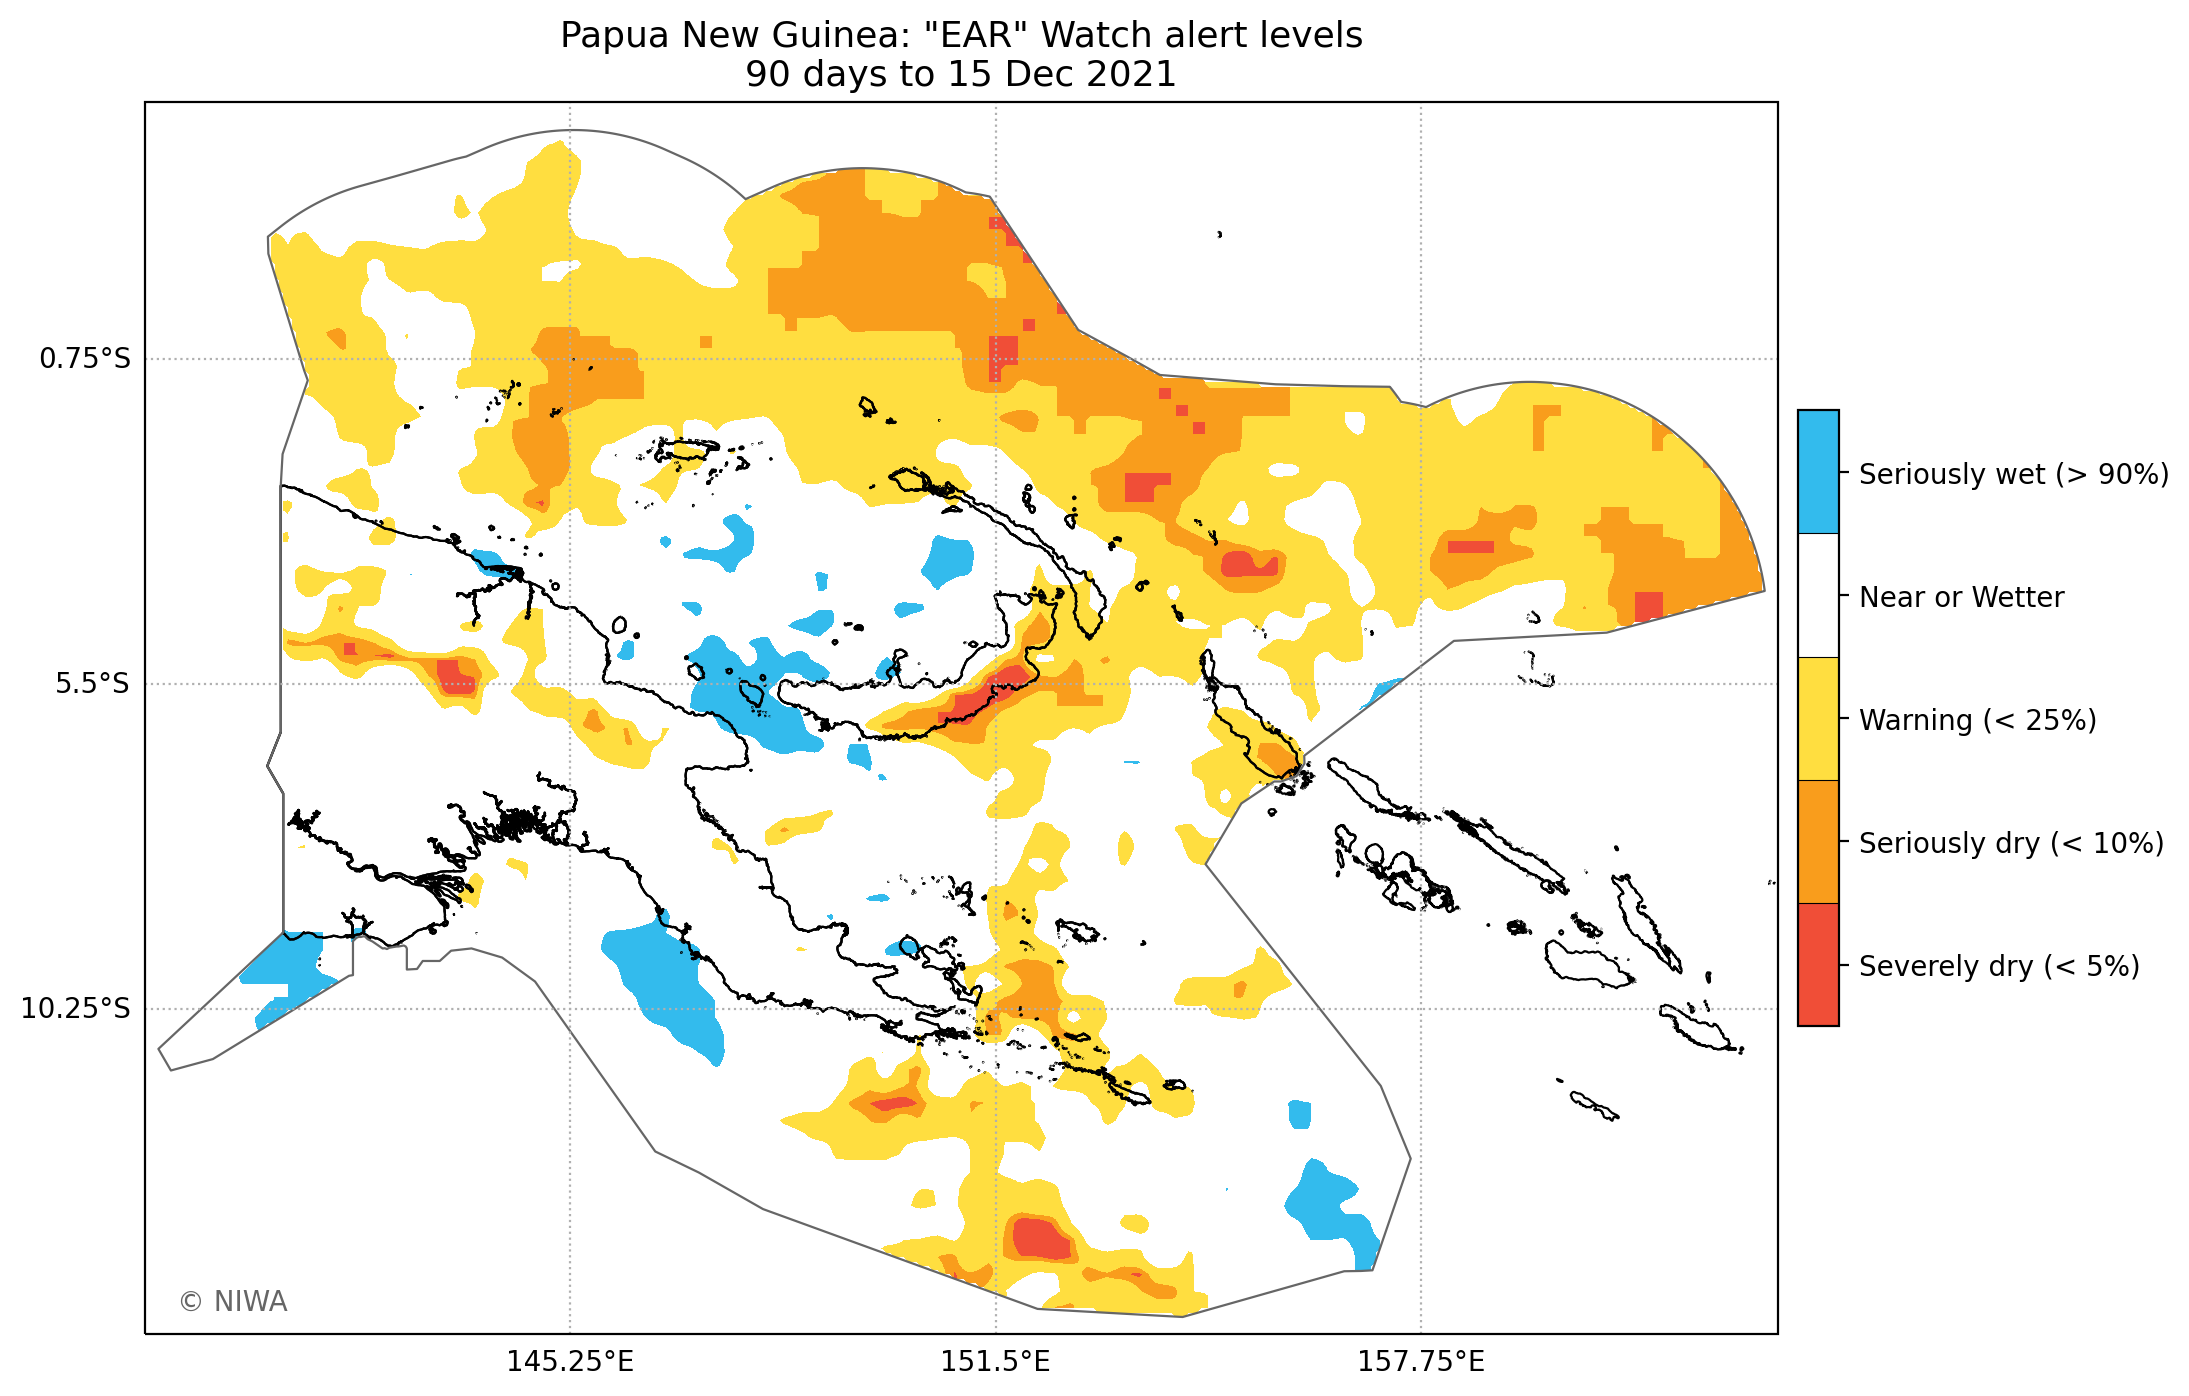 Papua New Guinea: "EAR" Watch alert levels
90 days to 15 Dec 2021
0.75°S
5.5°S
10.25°S
145.25°E
151.5°E
157.75°E
Seriously wet (> 90%)
Near or Wetter
Warning (< 25%)
Seriously dry (< 10%)
Severely dry (< 5%)
© NIWA